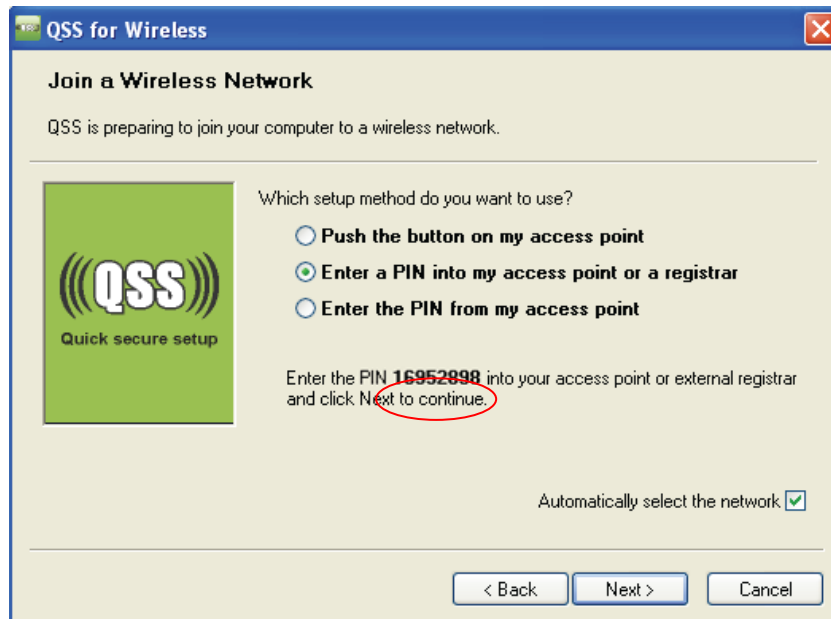 QSS for Wireless
Join a Wireless Network
QSS is preparing to join your computer to a wireless network.
Which setup method do you want to use?
Push the button on my access point
Enter a PIN into my access point or a registrar
Enter the PIN from my access point
(((QSS)))
Quick secure setup
Enter the PIN 16952898 into your access point or external registrar
and click Next to continue.
Automatically select the network
< Back
Next >
Cancel